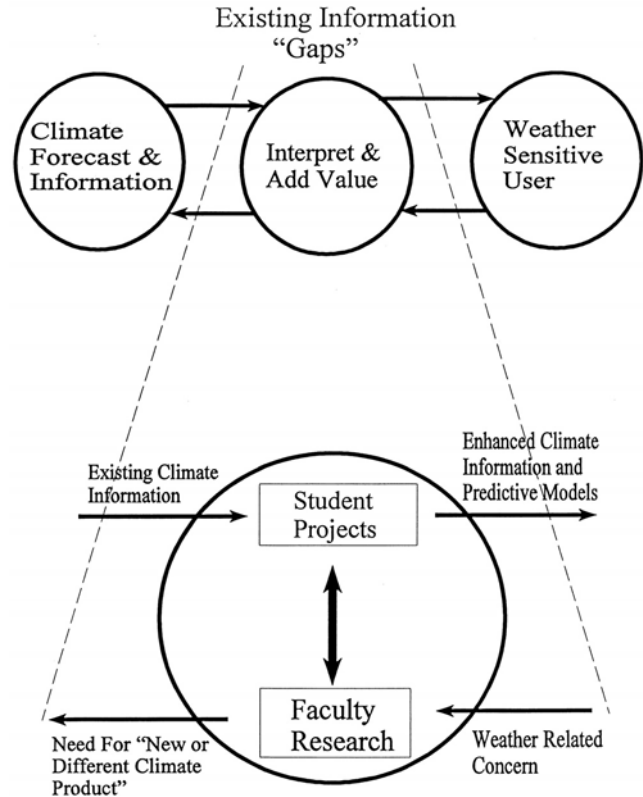 Existing Information
“Gaps”
Climate
Forecast &
Information
Interpret &
Add Value
Weather
Sensitive
User
Existing Climate
Information
Enhanced Climate
Information and
Predictive Models
Student
Projects
Faculty
Research
Need For “New or
Different Climate
Product”
Weather Related
Concern